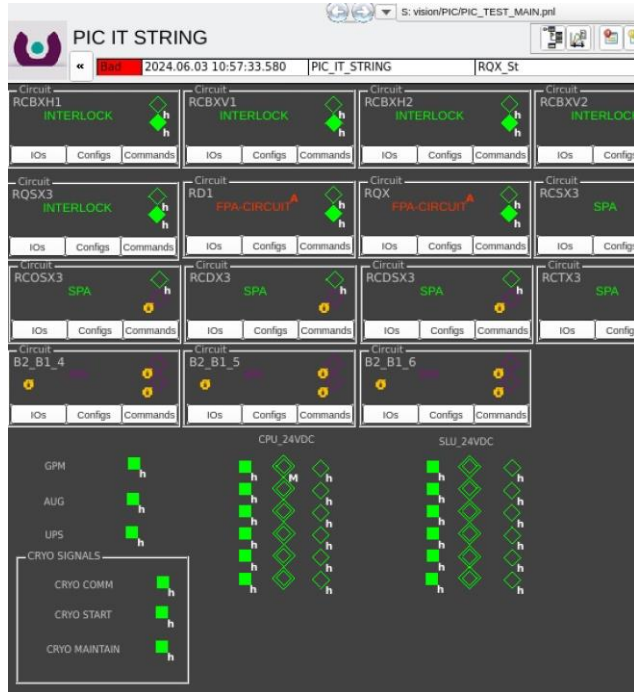 S: vision/PIC/PIC_TEST_MAIN.pnl
PIC IT STRING
Bad 2024.06.03 10:57:33.580 PIC_IT_STRING RQX_St
Circuit Circuit Circuit Circuit
RCBXH1 RCBXV1 RCBXH2 RCBXV2
INTERLOCK INTERLOCK INTERLOCK INTERLOC
h h h
h h h
IOs Configs Commands IOs Configs Commands IOs Configs Commands IOs Config
Circuit Circuit Circuit Circuit
RQSX3 RD1 RQX RCSX3
INTERLOCK FPA-CIRCUIT A FPA-CIRCUIT A SPA
h h h
h h h
IOs Configs Commands IOs Configs Commands IOs Configs Commands IOs Config
Circuit Circuit Circuit Circuit
RCOSX3 RCDX3 RCDSX3 RCTX3
SPA SPA SPA SPA
h h h
IOs Configs Commands IOs Configs Commands IOs Configs Commands IOs Config
Circuit Circuit Circuit
B2_B1_4 B2_B1_5 B2_B1_6
IOs Configs Commands IOs Configs Commands IOs Configs Commands
CPU_24VDC SLU_24VDC
GPM h h M h h h
h h h h
AUG h h h h h
h h h h
UPS h h h h h
h h h h
CRYO SIGNALS
CRYO COMM h
CRYO START h
CRYO MAINTAIN h